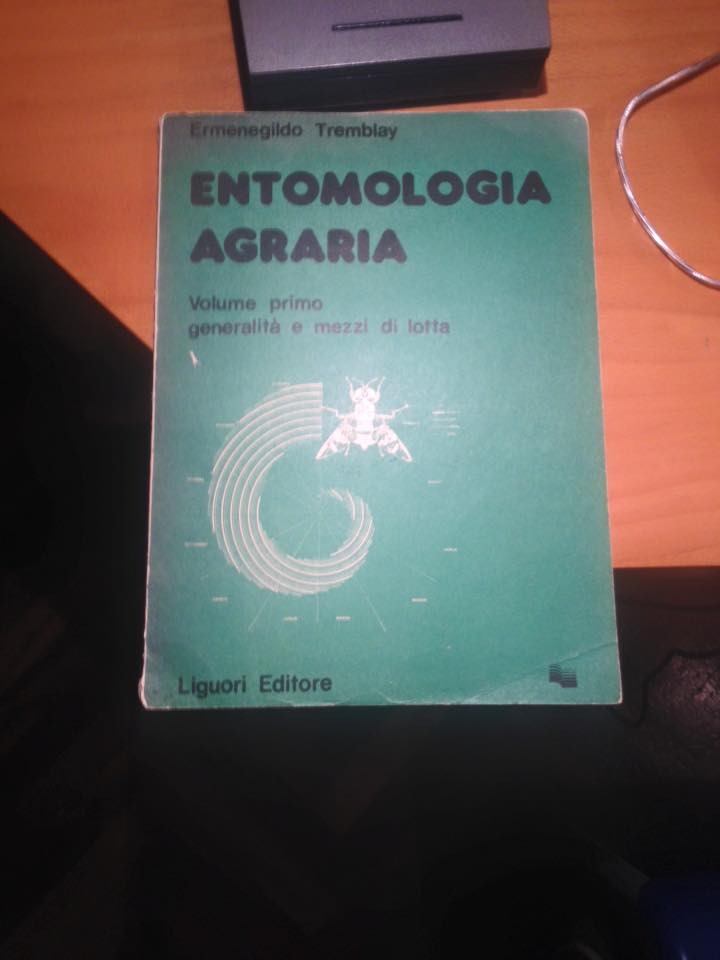 Ermenegildo Tremblay
ENTOMOLOGIA
AGRARIA
Volume primo
generalità e mezzi di lotta
Liguori Editore